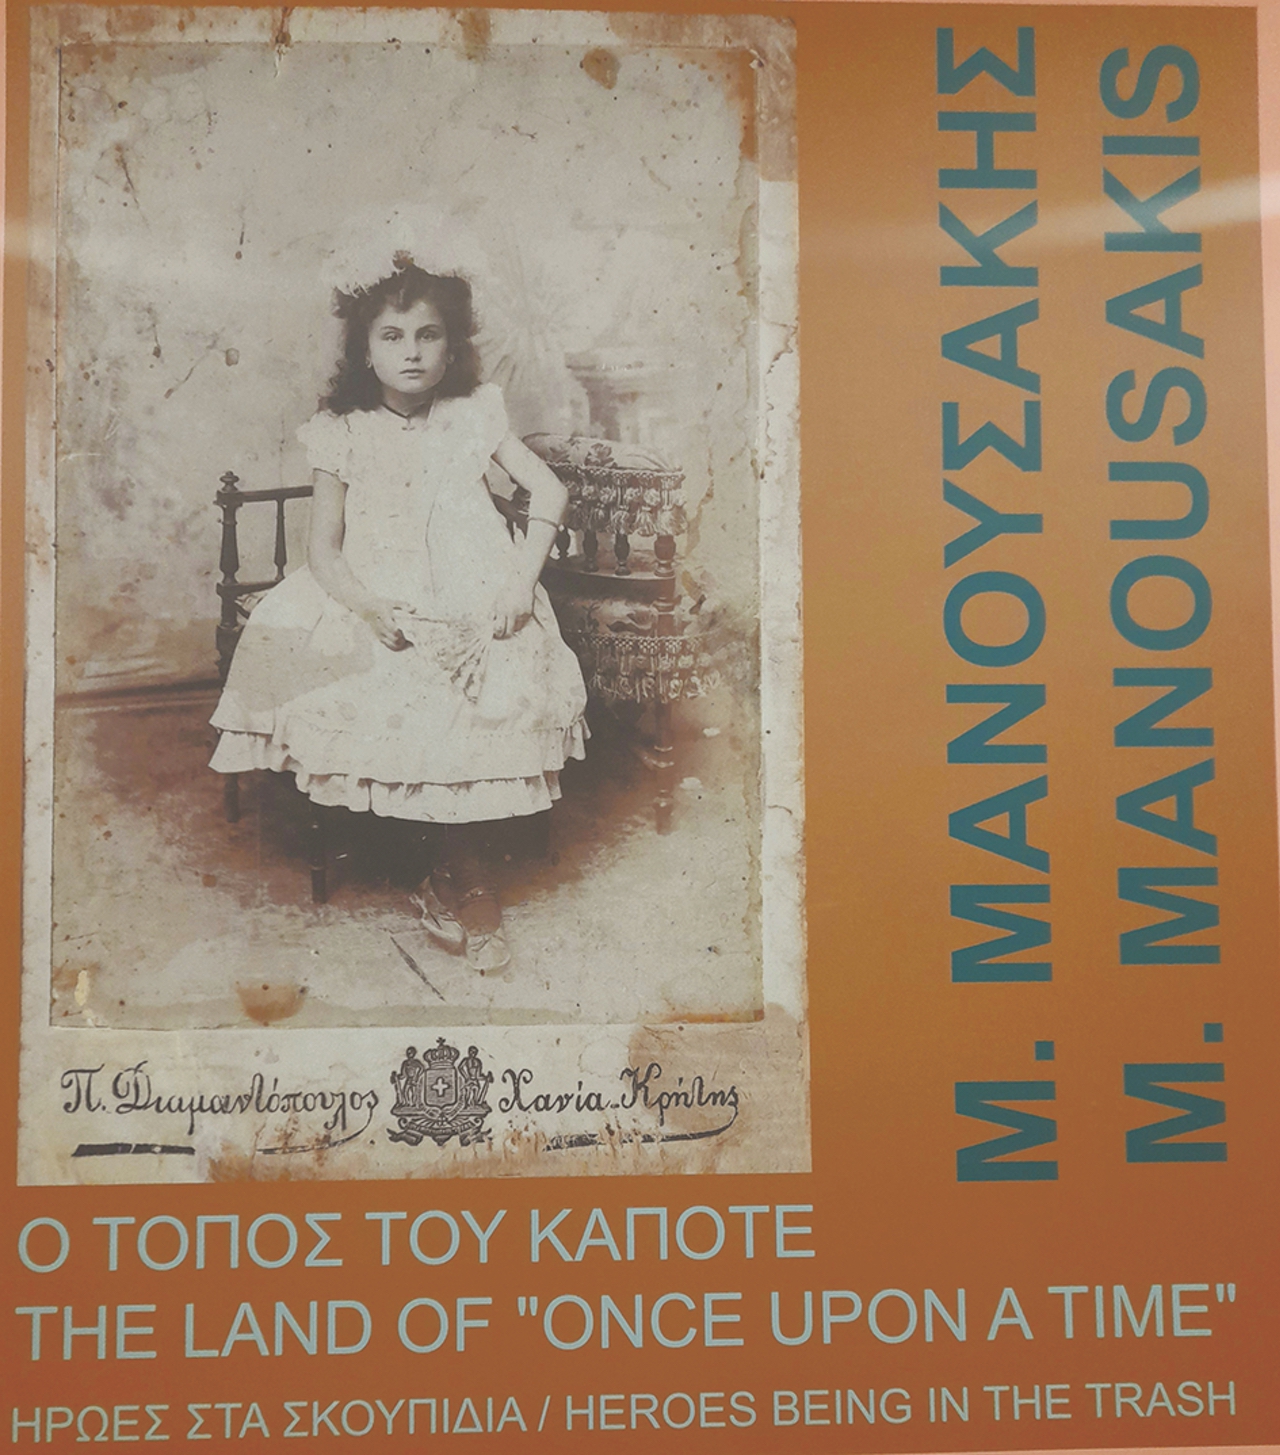 Μ. ΜΑΝΟΥΣΑΚΗΣ
M. MANOUSAKIS
Π. Διαμαντόπουλος Χανία-Κρήτης
Ο ΤΟΠΟΣ ΤΟΥ ΚΑΠΟΤΕ
THE LAND OF "ONCE UPON A TIME"
ΗΡΩΕΣ ΣΤΑ ΣΚΟΥΠΙΔΙΑ / HEROES BEING IN THE TRASH